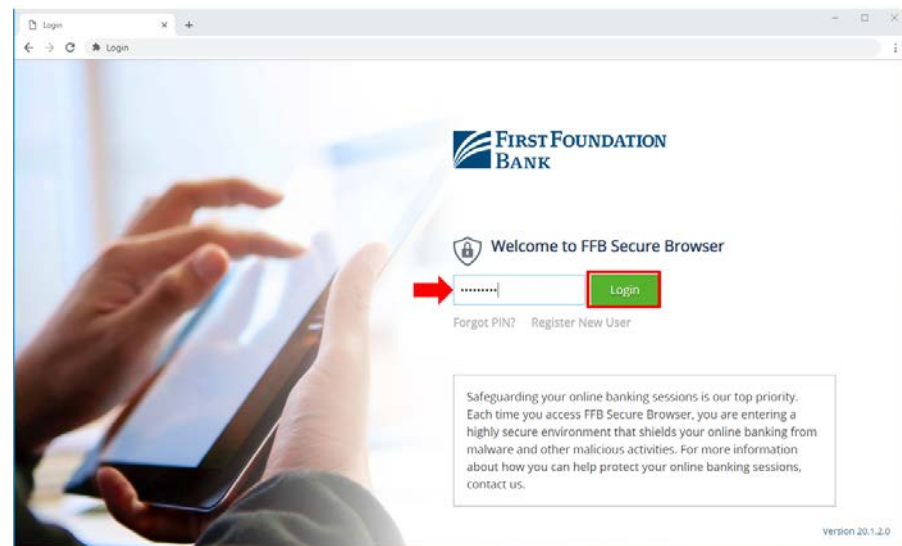 Login
Login
FIRST FOUNDATION
BANK
Welcome to FFB Secure Browser
Login
Forgot PIN? Register New User
Safeguarding your online banking sessions is our top priority.
Each time you access FFB Secure Browser, you are entering a
highly secure environment that shields your online banking from
malware and other malicious activities. For more information
about how you can help protect your online banking sessions,
contact us.
Version 20.1.2.0